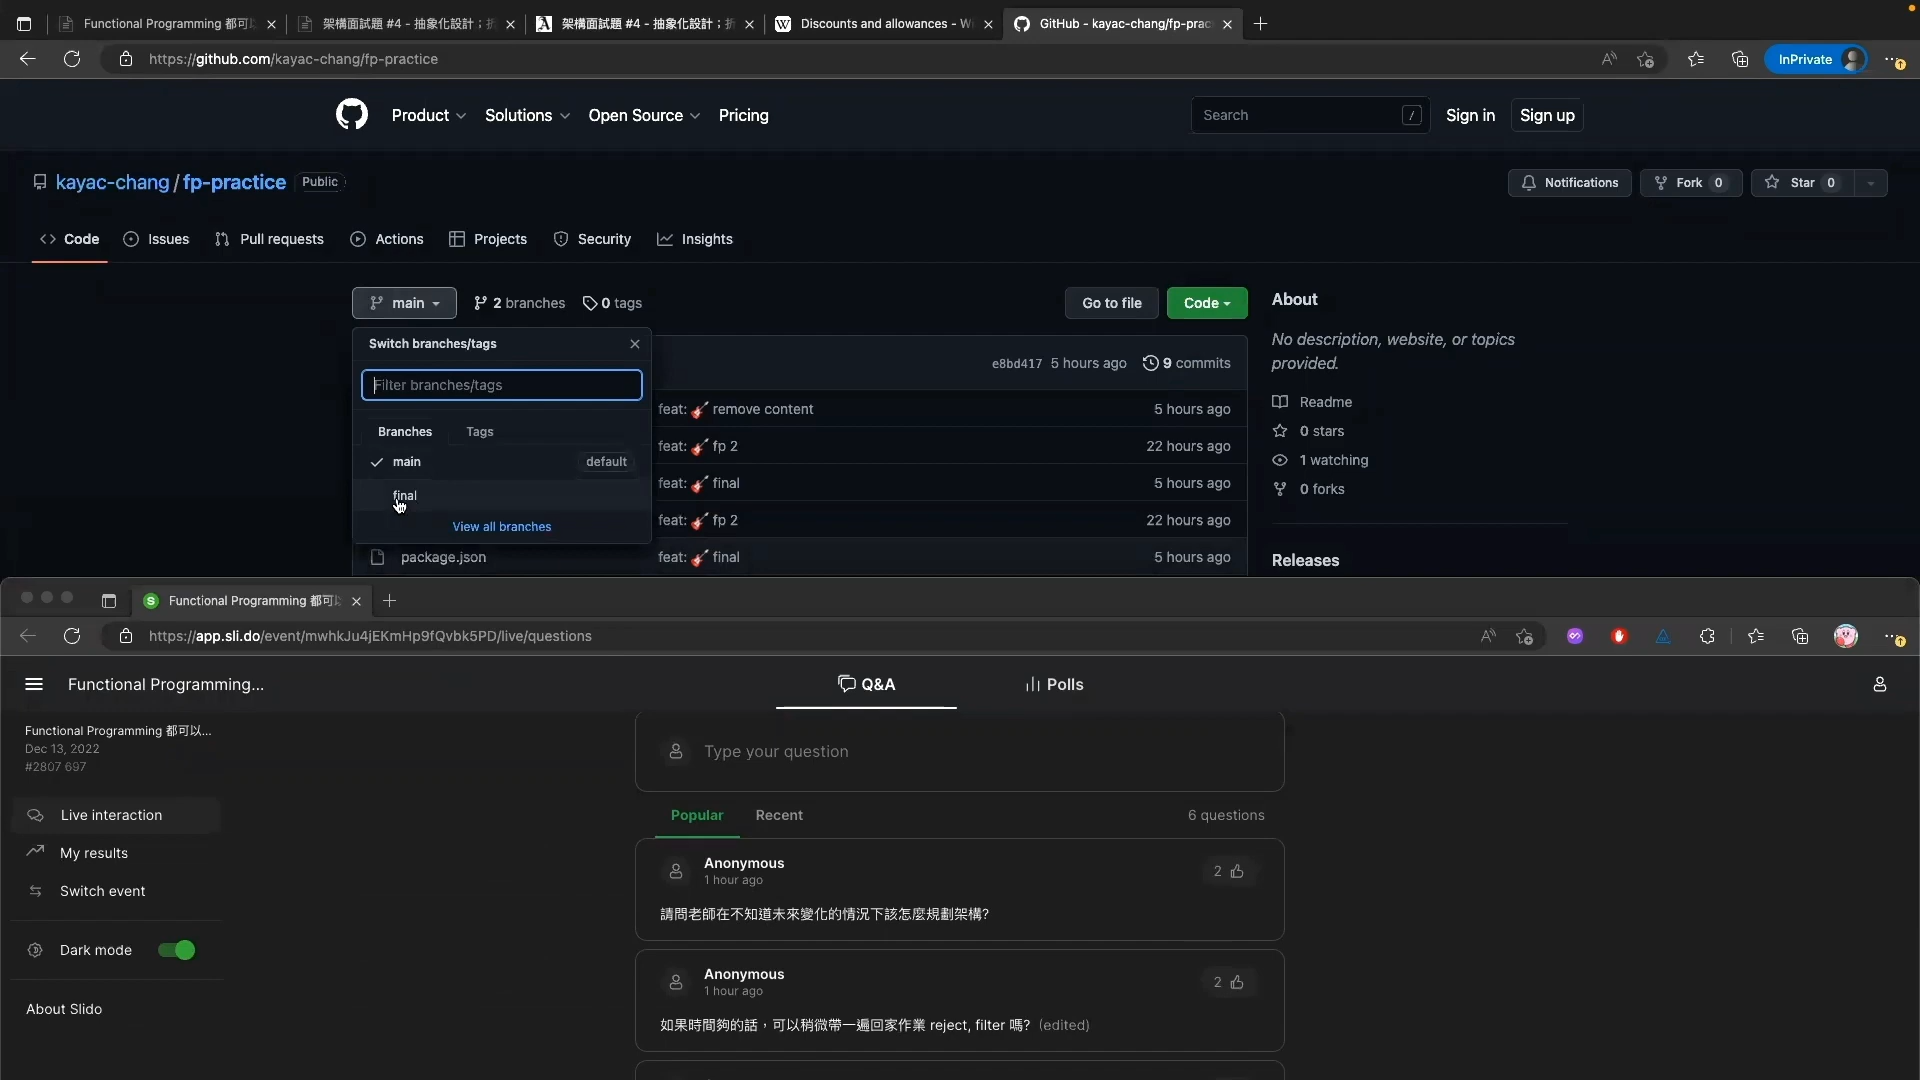 Functional Programming 都可以
架構面試題 #4 - 抽象化設計；折
架構面試題 #4 - 抽象化設計；折
Discounts and allowances - Wi
GitHub - kayac-chang/fp-prac
https://github.com/kayac-chang/fp-practice
InPrivate
Product
Solutions
Open Source
Pricing
Search
/
Sign in
Sign up
kayac-chang / fp-practice
Public
Notifications
Fork 0
Star 0
Code
Issues
Pull requests
Actions
Projects
Security
Insights
main
2 branches
0 tags
Go to file
Code
About
Switch branches/tags
No description, website, or topics
provided.
e8bd417 5 hours ago
9 commits
Filter branches/tags
Readme
feat: 🎸 remove content
5 hours ago
Branches
Tags
0 stars
feat: 🎸 fp 2
22 hours ago
main
default
1 watching
feat: 🎸 final
5 hours ago
0 forks
final
feat: 🎸 fp 2
22 hours ago
View all branches
package.json
feat: 🎸 final
5 hours ago
Releases
Functional Programming 都可以
https://app.sli.do/event/mwhkJu4jEKmHp9fQvbk5PD/live/questions
Functional Programming...
Q&A
Polls
Functional Programming 都可以...
Dec 13, 2022
#2807 697
Type your question
Live interaction
Popular
Recent
6 questions
My results
Anonymous
1 hour ago
2
Switch event
請問老師在不知道未來變化的情況下該怎麼規劃架構?
Dark mode
Anonymous
1 hour ago
2
About Slido
如果時間夠的話，可以稍微帶一遍回家作業 reject, filter 嗎? (edited)